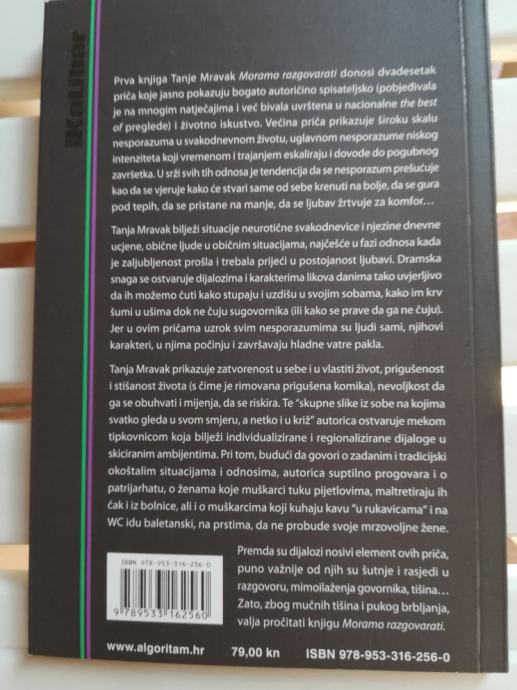 KaLibar
Prva knjiga Tanje Mravak Moramo razgovarati donosi dvadesetak
priča koje jasno pokazuju bogato autoričino spisateljsko (pobjeđivala
je na mnogim natječajima i već bivala uvrštena u nacionalne the best
of preglede) i životno iskustvo. Većina priča prikazuje široku skalu
nesporazuma u svakodnevnom životu, uglavnom nesporazume niskog
intenziteta koji vremenom i trajanjem eskaliraju i dovode do pogubnog
završetka. U srži svih tih odnosa je tendencija da se nesporazum prešućuje
kao da se vjeruje kako će stvari same od sebe krenuti na bolje, da se gura
pod tepih, da se pristane na manje, da se ljubav žrtvuje za komfor...
Tanja Mravak bilježi situacije neurotične svakodnevice i njezine dnevne
ucjene, obične ljude u običnim situacijama, najčešće u fazi odnosa kada
je zaljubljenost prošla i trebala prijeći u postojanost ljubavi. Dramska
snaga se ostvaruje dijalozima i karakterima likova danima tako uvjerljivo
da ih možemo čuti kako stupaju i uzdišu u svojim sobama, kako im krv
šumi u ušima dok ne čuju sugovornika (ili kako se prave da ga ne čuju).
Jer u ovim pričama uzrok svim nesporazumima su ljudi sami, njihovi
karakteri, u njima počinju i završavaju hladne vatre pakla.
Tanja Mravak prikazuje zatvorenost u sebe i u vlastiti život, prigušenost
i stišanost života (s čime je rimovana prigušena komika), nevoljkost da
ga se obuhvati i mijenja, da se riskira. Te "skupne slike iz sobe na kojima
svatko gleda u svom smjeru, a netko i u križ" autorica ostvaruje mekom
tipkovnicom koja bilježi individualizirane i regionalizirane dijaloge u
skiciranim ambijentima. Pri tom, budući da govori o zadanim i tradicijski
okoštalim situacijama i odnosima, autorica suptilno progovara i o
patrijarhatu, o ženama koje muškarci tuku pijetlovima, maltretiraju ih
čak i iz bolnice, ali i o muškarcima koji kuhaju kavu "u rukavicama" i na
WC idu baletanski, na prstima, da ne probude svoje mrzovoljne žene.
Premda su dijalozi nosivi element ovih priča,
puno važnije od njih su šutnje i rasjedi u
razgovoru, mimoilaženja govornika, tišina...
Zato, zbog mučnih tišina i pukog brbljanja,
valja pročitati knjigu Moramo razgovarati.
ISBN 978-953-316-256-0
9 789533 162560
www.algoritam.hr 79,00 kn ISBN 978-953-316-256-0